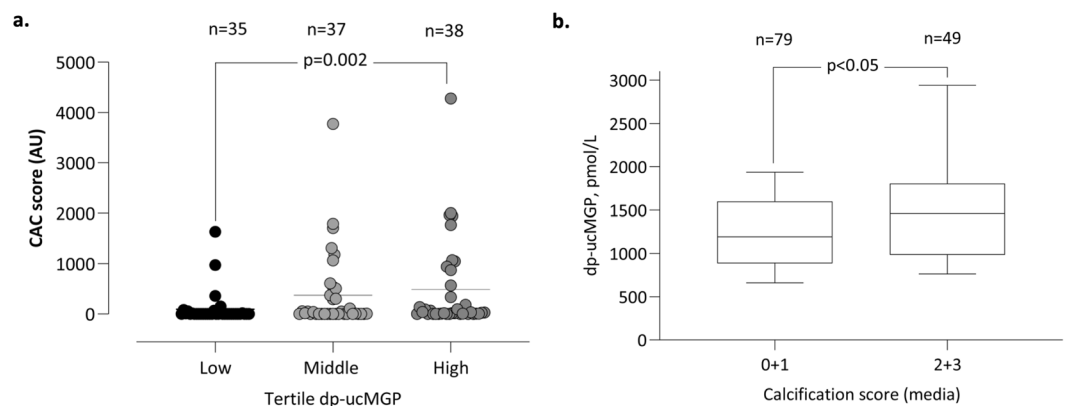 a.
n=35 n=37 n=38
p=0.002
5000
4000
3000
2000
1000
0
CAC score (AU)
Low Middle High
Tertile dp-ucMGP
b.
n=79 n=49
p<0.05
3000
2500
2000
1500
1000
500
0
dp-ucMGP, pmol/L
0+1 2+3
Calcification score (media)